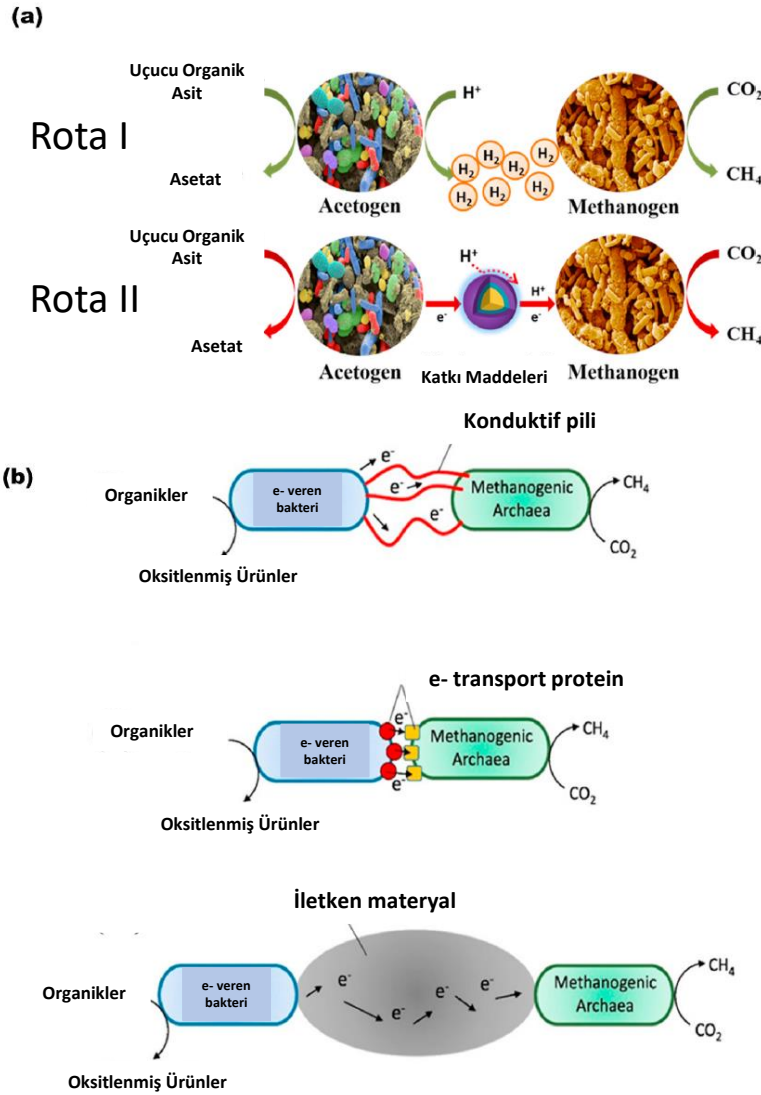 (a)
Uçucu Organik
Asit
Rota I
Asetat
H⁺
H₂
H₂
H₂
H₂
H₂
H₂
H₂
CO₂
CH₄
Acetogen
Methanogen
Uçucu Organik
Asit
Rota II
Asetat
H⁺
e⁻
H⁺
e⁻
CO₂
CH₄
Acetogen
Katkı Maddeleri
Methanogen
(b)
Konduktif pili
Organikler
e- veren
bakteri
e⁻
e⁻
e⁻
Methanogenic
Archaea
CH₄
CO₂
Oksitlenmiş Ürünler
e- transport protein
Organikler
e- veren
bakteri
e⁻
e⁻
Methanogenic
Archaea
CH₄
CO₂
Oksitlenmiş Ürünler
İletken materyal
Organikler
e- veren
bakteri
e⁻
e⁻
e⁻
e⁻
Methanogenic
Archaea
CH₄
CO₂
Oksitlenmiş Ürünler